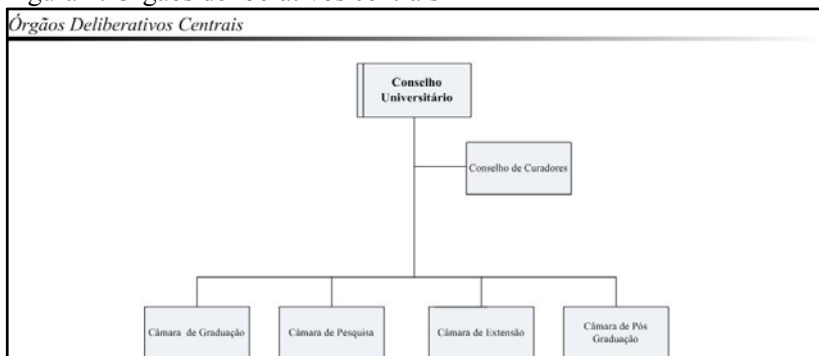 Órgãos Deliberativos Centrais
Conselho
Universitário
Conselho de Curadores
Câmara de Graduação
Câmara de Pesquisa
Câmara de Extensão
Câmara de Pós
Graduação